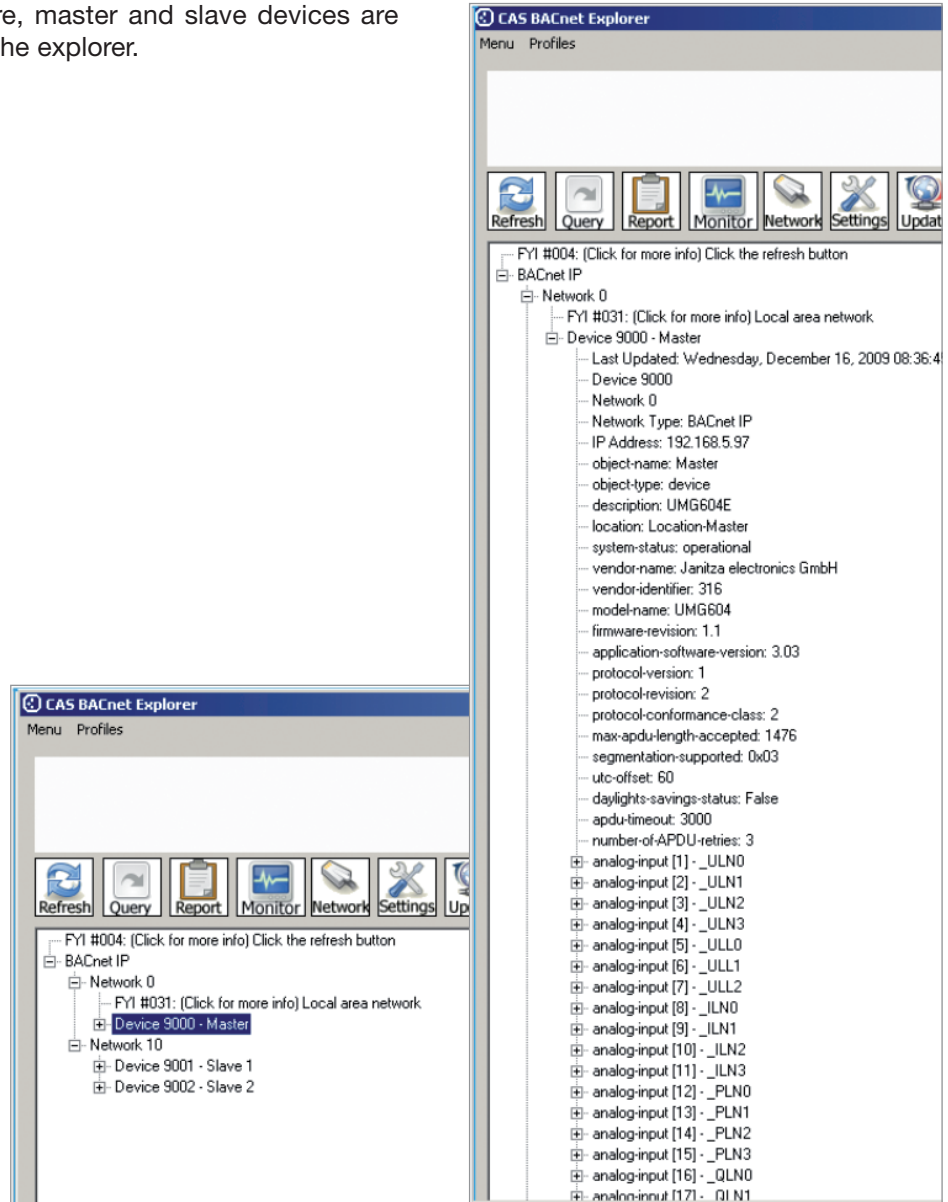 re, master and slave devices are
he explorer.
CAS BACnet Explorer
Menu Profiles
Refresh Query Report Monitor Network Settings Up
FYI #004: (Click for more info) Click the refresh button
BACnet IP
Network 0
FYI #031: (Click for more info) Local area network
Device 9000 - Master
Network 10
Device 9001 - Slave 1
Device 9002 - Slave 2
CAS BACnet Explorer
Menu Profiles
Refresh Query Report Monitor Network Settings Updat
FYI #004: (Click for more info) Click the refresh button
BACnet IP
Network 0
FYI #031: (Click for more info) Local area network
Device 9000 - Master
Last Updated: Wednesday, December 16, 2009 08:36:4
Device 9000
Network 0
Network Type: BACnet IP
IP Address: 192.168.5.97
object-name: Master
object-type: device
description: UMG604E
location: Location-Master
system-status: operational
vendor-name: Janitza electronics GmbH
vendor-identifier: 316
model-name: UMG604
firmware-revision: 1.1
application-software-version: 3.03
protocol-version: 1
protocol-revision: 2
protocol-conformance-class: 2
max-apdu-length-accepted: 1476
segmentation-supported: 0x03
utc-offset: 60
daylights-savings-status: False
apdu-timeout: 3000
number-of-APDU-retries: 3
analog-input [1] - _ULN0
analog-input [2] - _ULN1
analog-input [3] - _ULN2
analog-input [4] - _ULN3
analog-input [5] - _ULL0
analog-input [6] - _ULL1
analog-input [7] - _ULL2
analog-input [8] - _ILN0
analog-input [9] - _ILN1
analog-input [10] - _ILN2
analog-input [11] - _ILN3
analog-input [12] - _PLN0
analog-input [13] - _PLN1
analog-input [14] - _PLN2
analog-input [15] - _PLN3
analog-input [16] - _QLN0
analog-input [17] - _QLN1